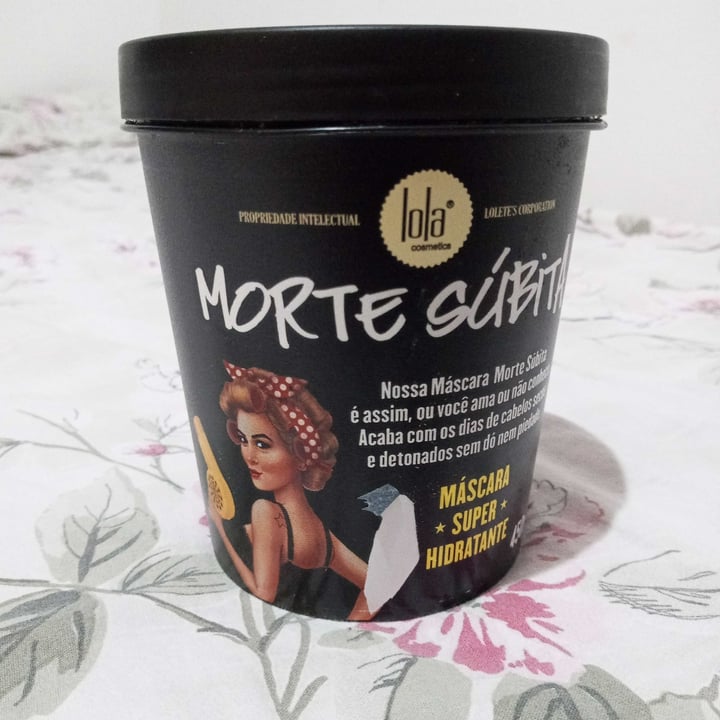 PROPRIEDADE INTELECTUAL
lola®
cosmetics
LOLETE'S CORPORATION
MORTE SÚBITA
Nossa Máscara Morte Súbita
é assim, ou você ama ou não
Acaba com os dias de cabelos
e detonados sem dó nem
MÁSCARA
SUPER
HIDRATANTE